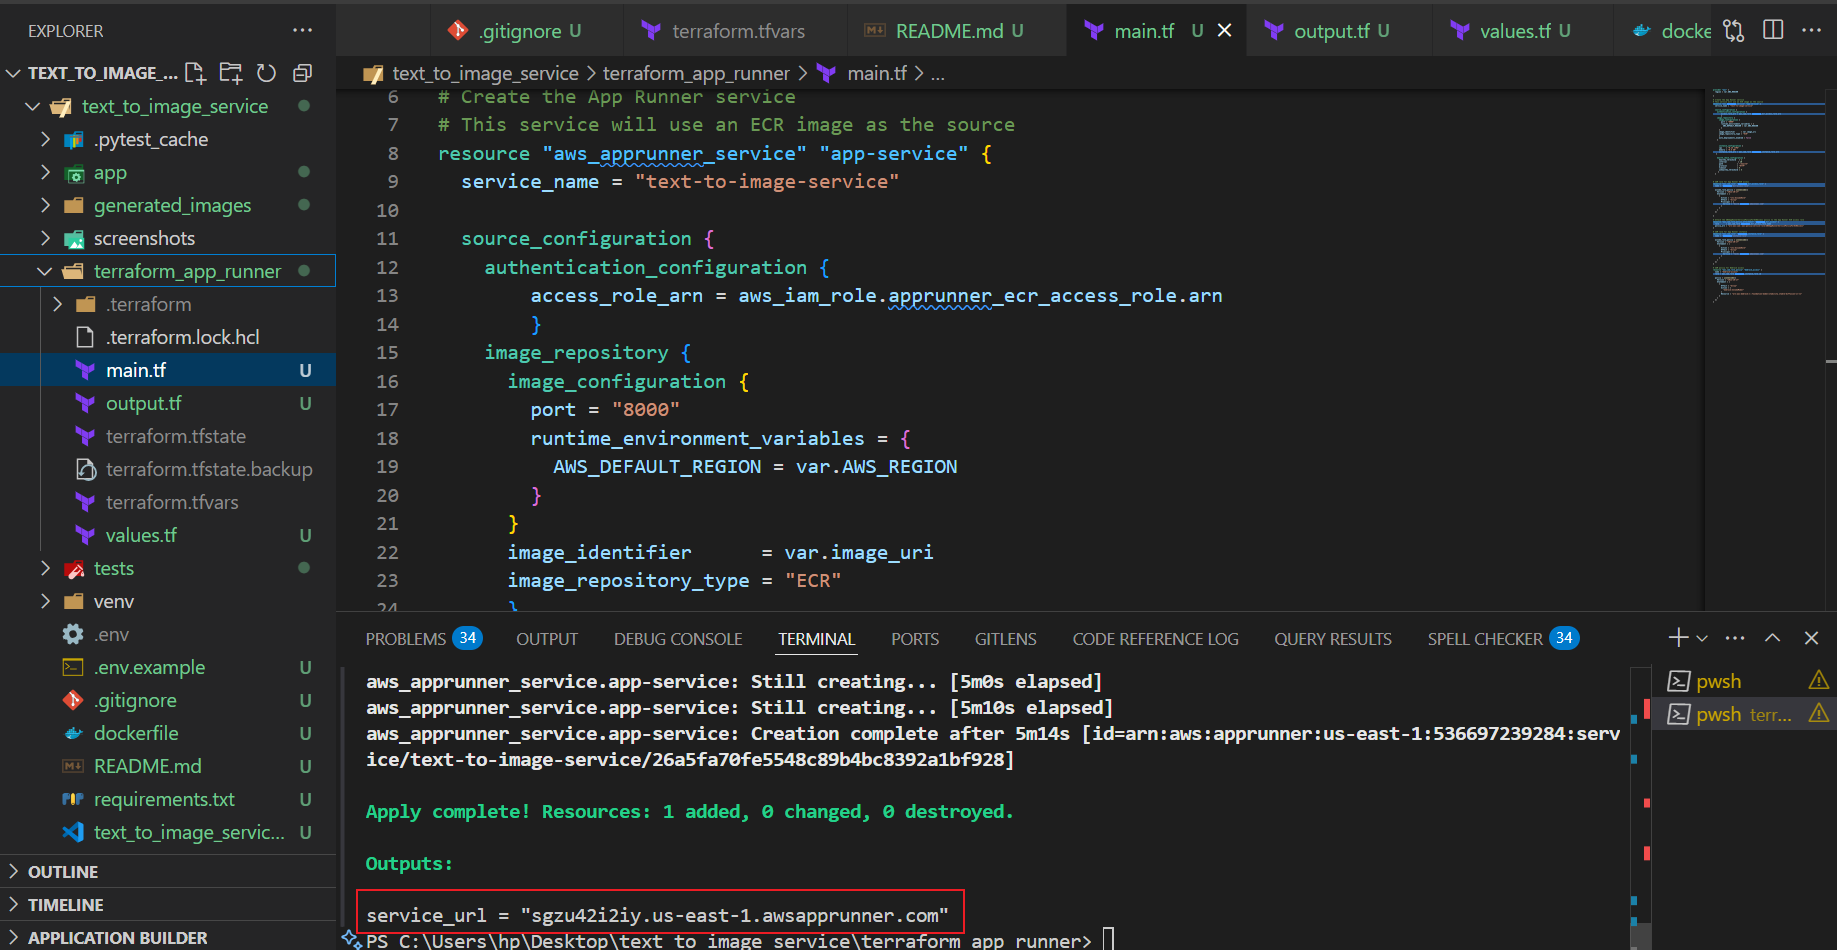 EXPLORER
TEXT_TO_IMAGE_...
text_to_image_service
.pytest_cache
app
generated_images
screenshots
terraform_app_runner
.terraform
.terraform.lock.hcl
main.tf U
output.tf U
terraform.tfstate
terraform.tfstate.backup
terraform.tfvars
values.tf U
tests
venv
.env
.env.example U
.gitignore U
dockerfile U
README.md U
requirements.txt U
text_to_image_servic... U
OUTLINE
TIMELINE
APPLICATION BUILDER
.gitignore U terraform.tfvars README.md U main.tf U output.tf U values.tf U docke
text_to_image_service > terraform_app_runner > main.tf > ...
6 # Create the App Runner service
7 # This service will use an ECR image as the source
8 resource "aws_apprunner_service" "app-service" {
9 service_name = "text-to-image-service"
10
11 source_configuration {
12 authentication_configuration {
13 access_role_arn = aws_iam_role.apprunner_ecr_access_role.arn
14 }
15 image_repository {
16 image_configuration {
17 port = "8000"
18 runtime_environment_variables = {
19 AWS_DEFAULT_REGION = var.AWS_REGION
20 }
21 }
22 image_identifier = var.image_uri
23 image_repository_type = "ECR"
24 }
PROBLEMS 34 OUTPUT DEBUG CONSOLE TERMINAL PORTS GITLENS CODE REFERENCE LOG QUERY RESULTS SPELL CHECKER 34
aws_apprunner_service.app-service: Still creating... [5m0s elapsed]
aws_apprunner_service.app-service: Still creating... [5m10s elapsed]
aws_apprunner_service.app-service: Creation complete after 5m14s [id=arn:aws:apprunner:us-east-1:536697239284:serv
ice/text-to-image-service/26a5fa70fe5548c89b4bc8392a1bf928]
Apply complete! Resources: 1 added, 0 changed, 0 destroyed.
Outputs:
service_url = "sgzu42i2iy.us-east-1.awsapprunner.com"
PS C:\Users\hp\Desktop\text_to_image_service\terraform_app_runner>
pwsh
pwsh terr...